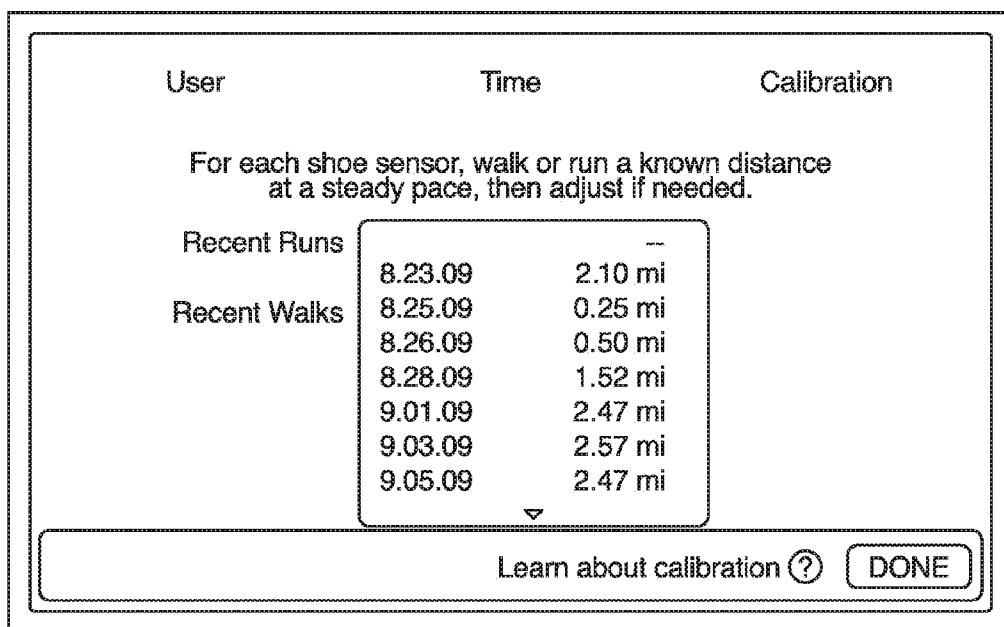 User Time Calibration
For each shoe sensor, walk or run a known distance
at a steady pace, then adjust if needed.
Recent Runs --
8.23.09 2.10 mi
Recent Walks 8.25.09 0.25 mi
8.26.09 0.50 mi
8.28.09 1.52 mi
9.01.09 2.47 mi
9.03.09 2.57 mi
9.05.09 2.47 mi
Learn about calibration ? DONE